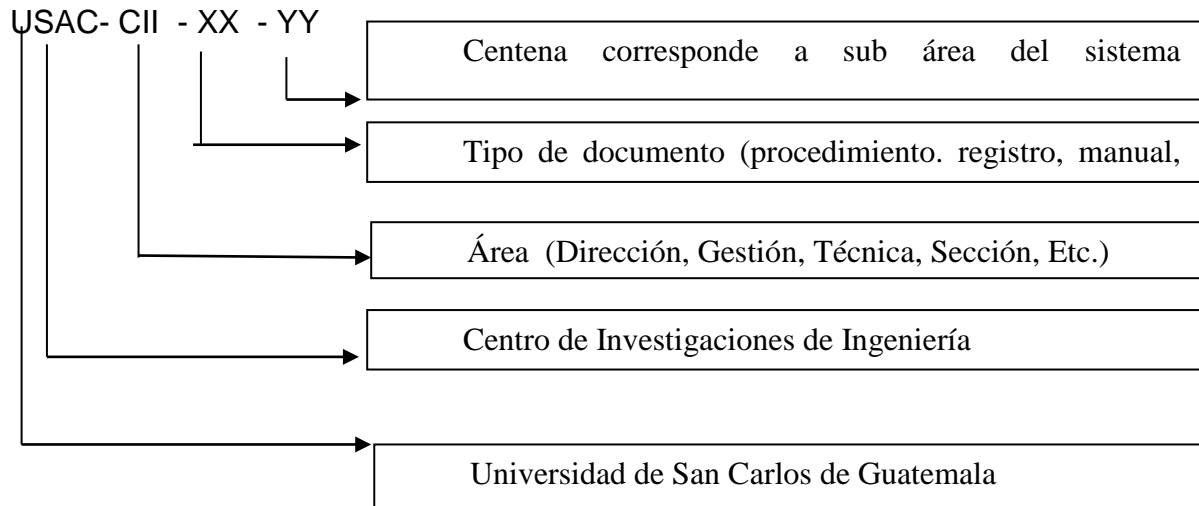 USAC- CII - XX - YY
Centena corresponde a sub área del sistema
Tipo de documento (procedimiento. registro, manual,
Área (Dirección, Gestión, Técnica, Sección, Etc.)
Centro de Investigaciones de Ingeniería
Universidad de San Carlos de Guatemala